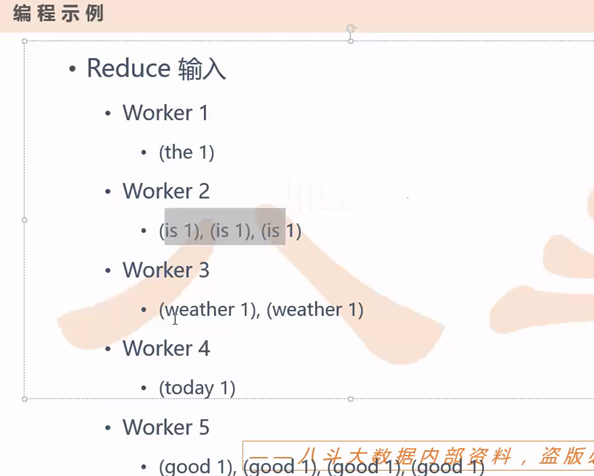 编程示例
• Reduce 输入
• Worker 1
• (the 1)
• Worker 2
• (is 1), (is 1), (is 1)
• Worker 3
• (weather 1), (weather 1)
• Worker 4
• (today 1)
• Worker 5
• (good 1), (good 1), (good 1), (good 1)
——八斗大数据内部资料，盗版